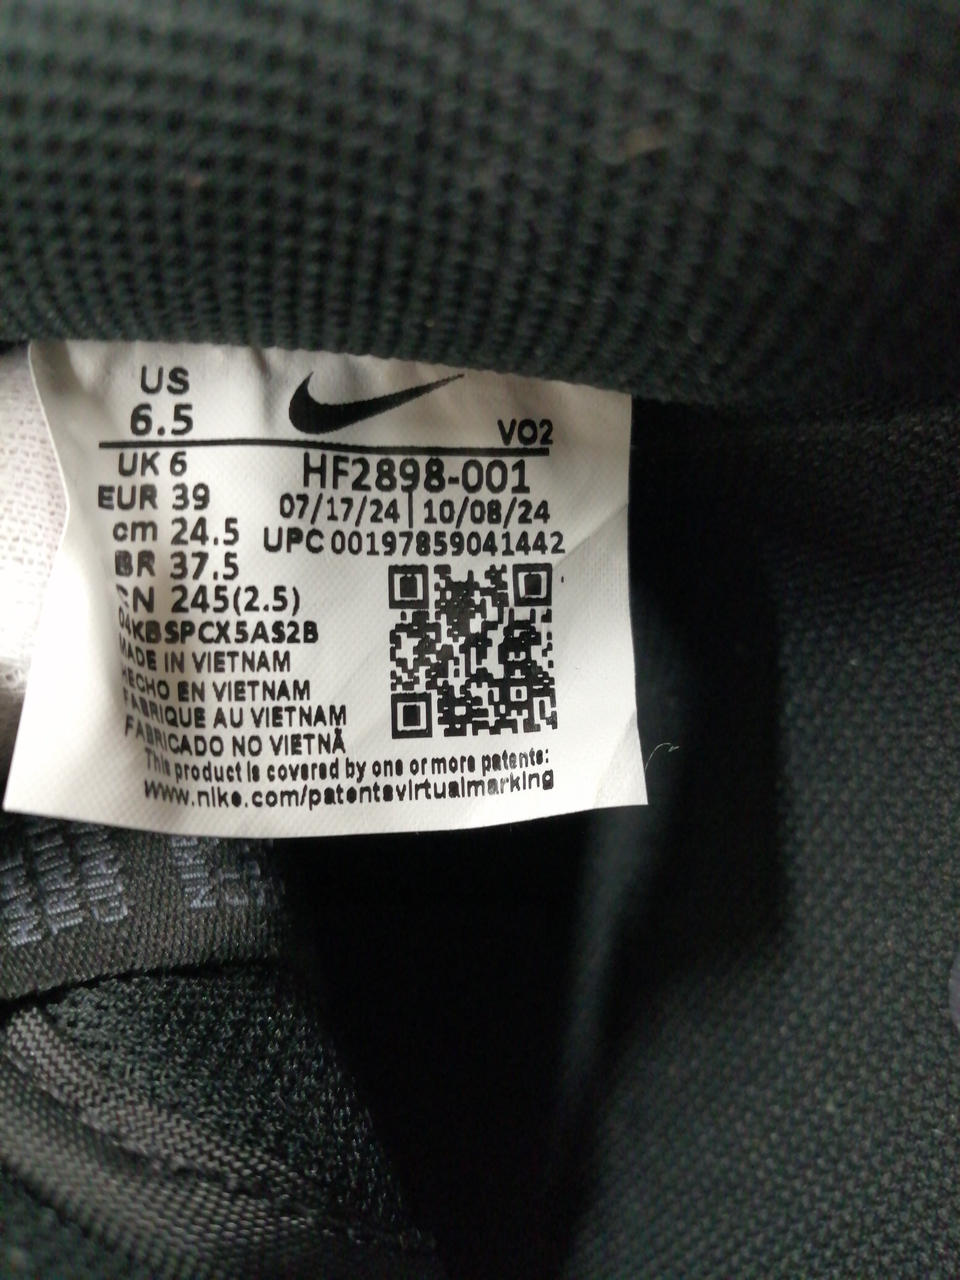 US
6.5
VO2
UK 6
HF2898-001
EUR 39
07/17/24 | 10/08/24
cm 24.5
UPC 00197859041442
BR 37.5
CN 245(2.5)
04KBSPCX5AS2B
MADE IN VIETNAM
HECHO EN VIETNAM
FABRIQUE AU VIETNAM
FABRICADO NO VIETNÃ
This product is covered by one or more patents:
www.nike.com/patentsvirtualmarking